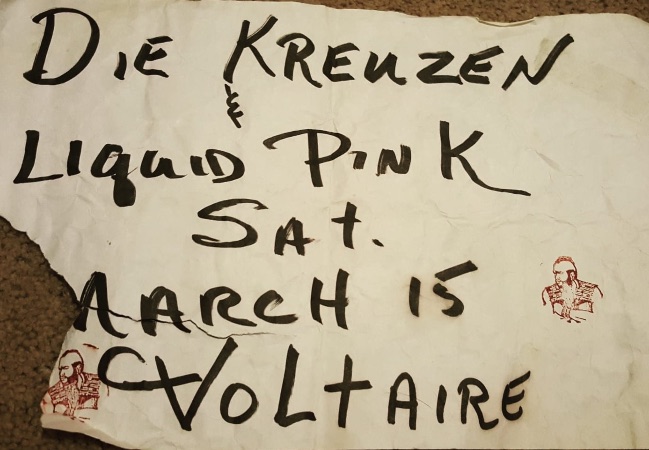 DIE KREUZEN
&
LIQUID PINK
SAT.
MARCH 15
VOLTAIRE